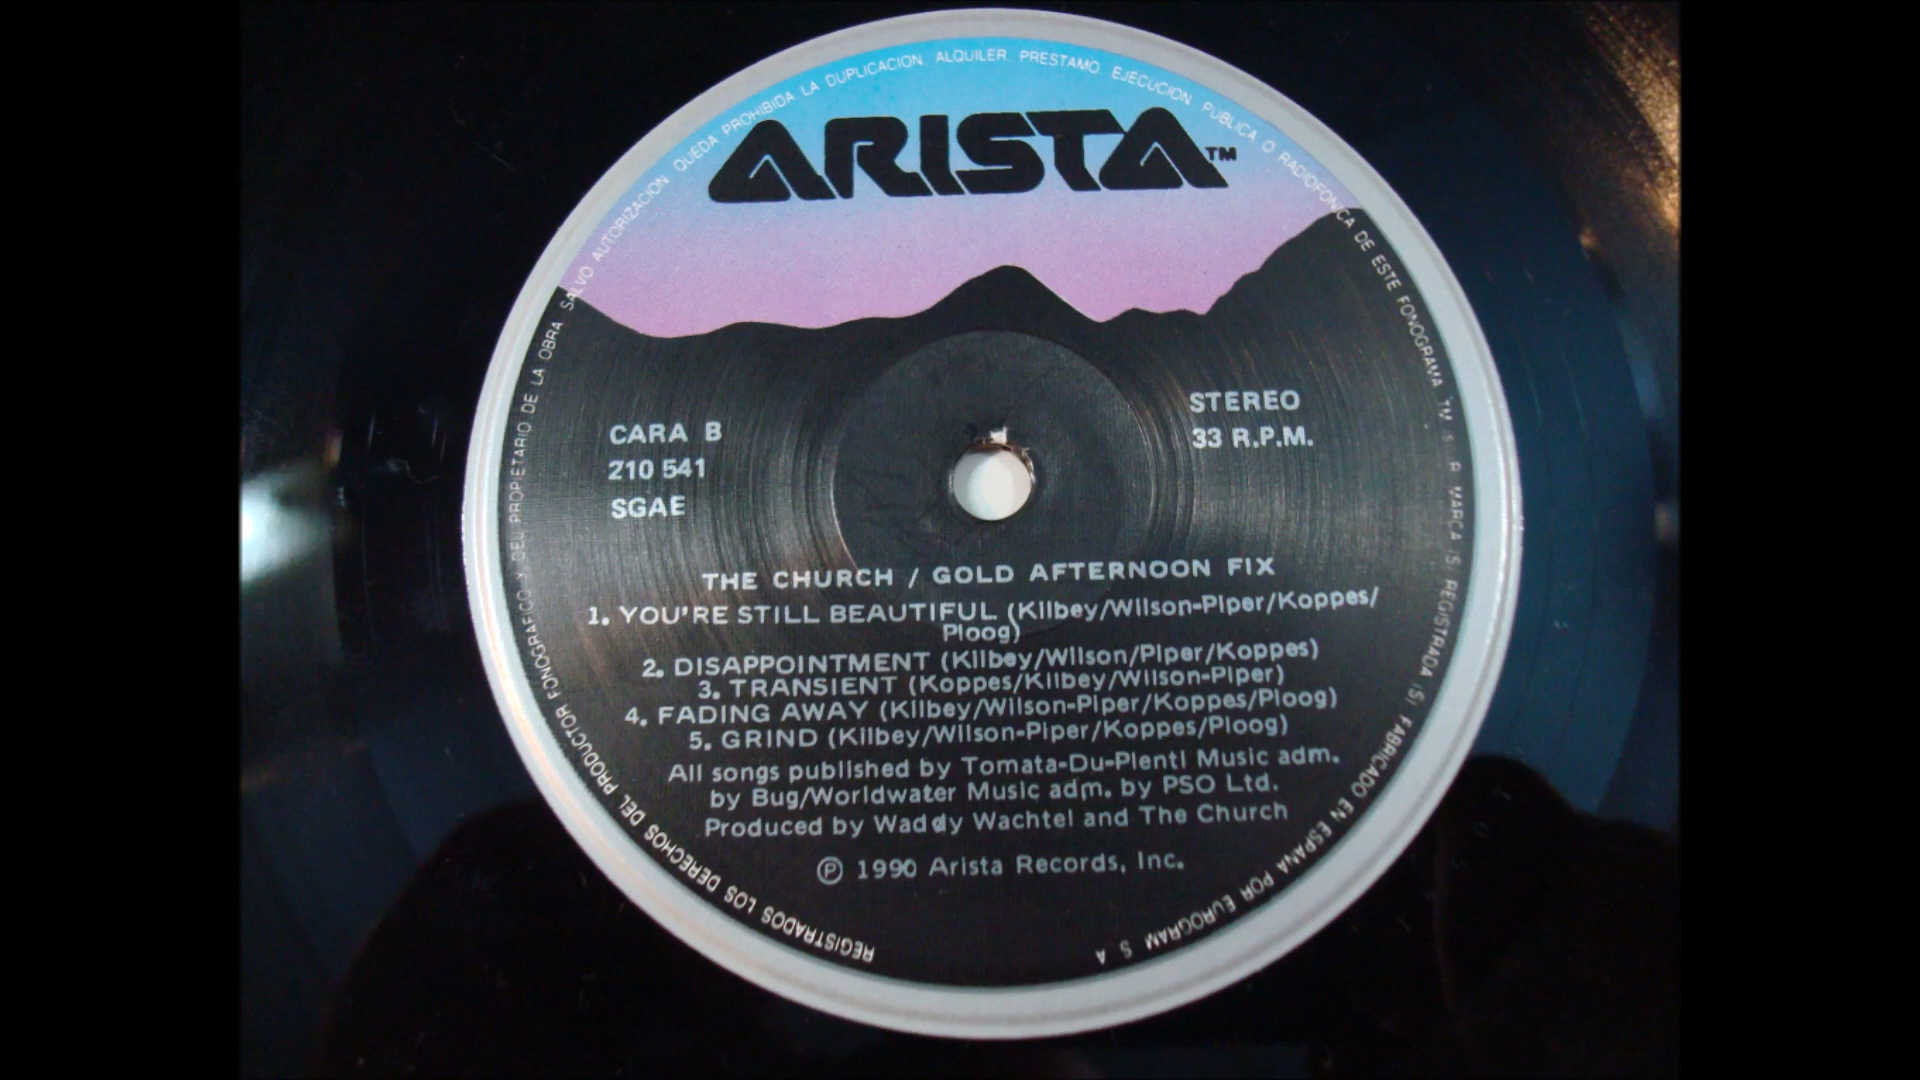 REGISTRADOS LOS DERECHOS DEL PRODUCTOR FONOGRAFICO Y DEL PROPIETARIO DE LA OBRA SALVO AUTORIZACION QUEDA PROHIBIDA LA DUPLICACION ALQUILER PRESTAMO EJECUCION PUBLICA O RADIOFONICA DE ESTE FONOGRAMA TM S R MARCA (S) REGISTRADA (S) FABRICADO EN ESPAÑA POR EUROGRAM S A
ARISTA™
CARA B
210 541
SGAE
STEREO
33 R.P.M.
THE CHURCH / GOLD AFTERNOON FIX
1. YOU'RE STILL BEAUTIFUL (Kilbey/Wilson-Piper/Koppes/
Ploog)
2. DISAPPOINTMENT (Kilbey/Wilson/Piper/Koppes)
3. TRANSIENT (Koppes/Kilbey/Wilson-Piper)
4. FADING AWAY (Kilbey/Wilson-Piper/Koppes/Ploog)
5. GRIND (Kilbey/Wilson-Piper/Koppes/Ploog)
All songs published by Tomata-Du-Plenti Music adm.
by Bug/Worldwater Music adm. by PSO Ltd.
Produced by Waddy Wachtel and The Church
Ⓟ 1990 Arista Records, Inc.